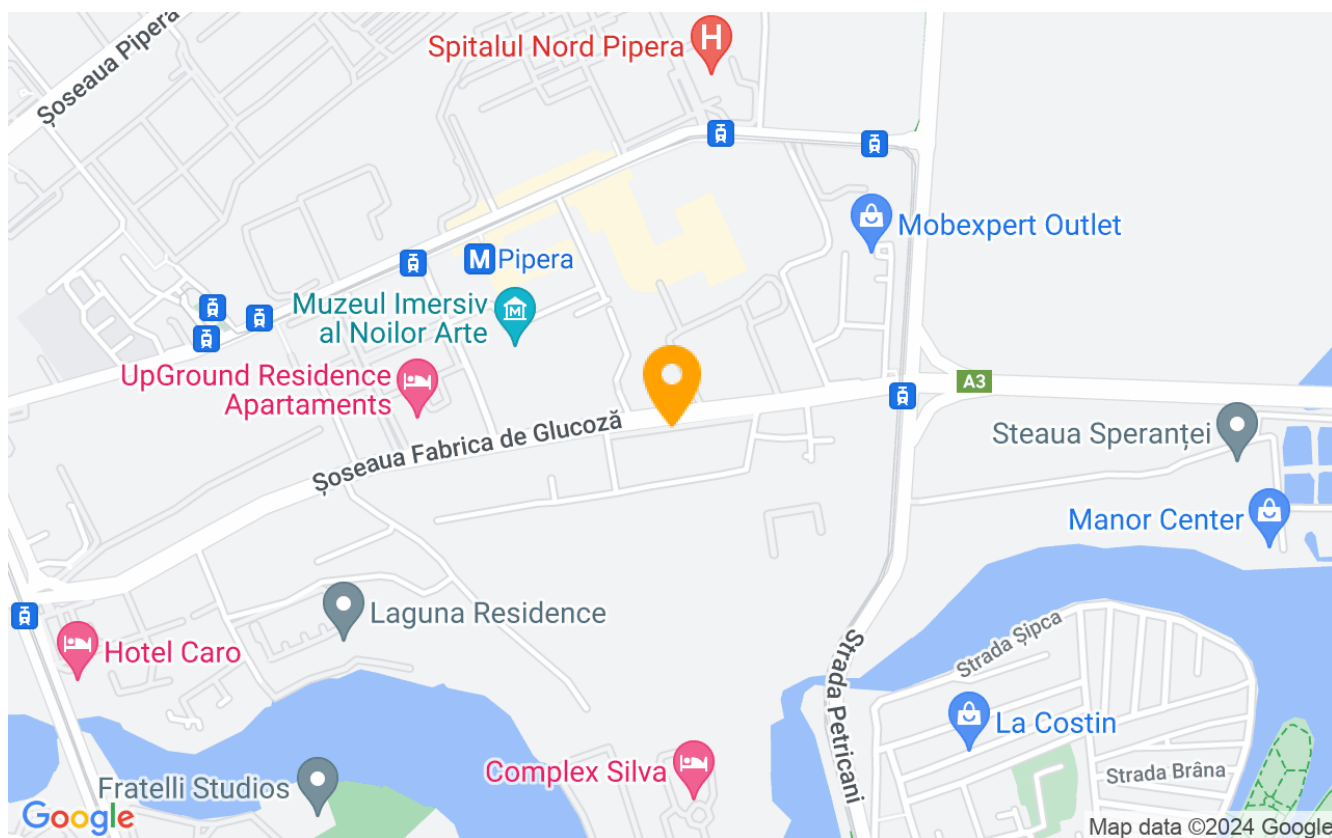 Șoseaua Pipera
Spitalul Nord Pipera
H
Mobexpert Outlet
M Pipera
Muzeul Imersiv
al Noilor Arte
M
UpGround Residence
Apartaments
A3
Șoseaua Fabrica de Glucoză
Steaua Speranței
Manor Center
Laguna Residence
Hotel Caro
Strada Șipca
Strada Petricani
La Costin
Complex Silva
Strada Brâna
Fratelli Studios
Google
Map data ©2024 Google